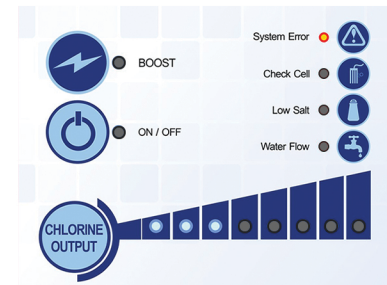 System Error
BOOST
Check Cell
Low Salt
ON / OFF
Water Flow
CHLORINE
OUTPUT